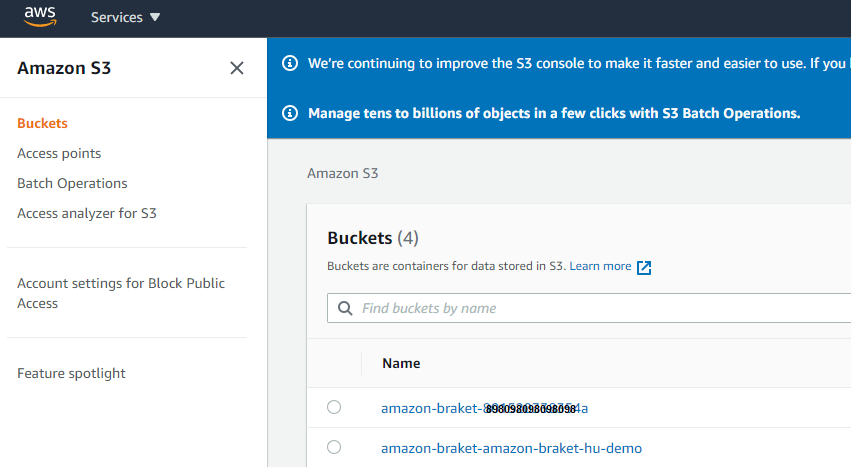 aws
Services
Amazon S3
Buckets
Access points
Batch Operations
Access analyzer for S3
Account settings for Block Public
Access
Feature spotlight
We're continuing to improve the S3 console to make it faster and easier to use. If you
Manage tens to billions of objects in a few clicks with S3 Batch Operations.
Amazon S3
Buckets (4)
Buckets are containers for data stored in S3. Learn more
Find buckets by name
Name
amazon-braket-
amazon-braket-amazon-braket-hu-demo